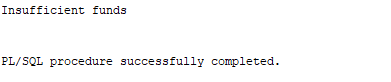 Insufficient funds
PL/SQL procedure successfully completed.